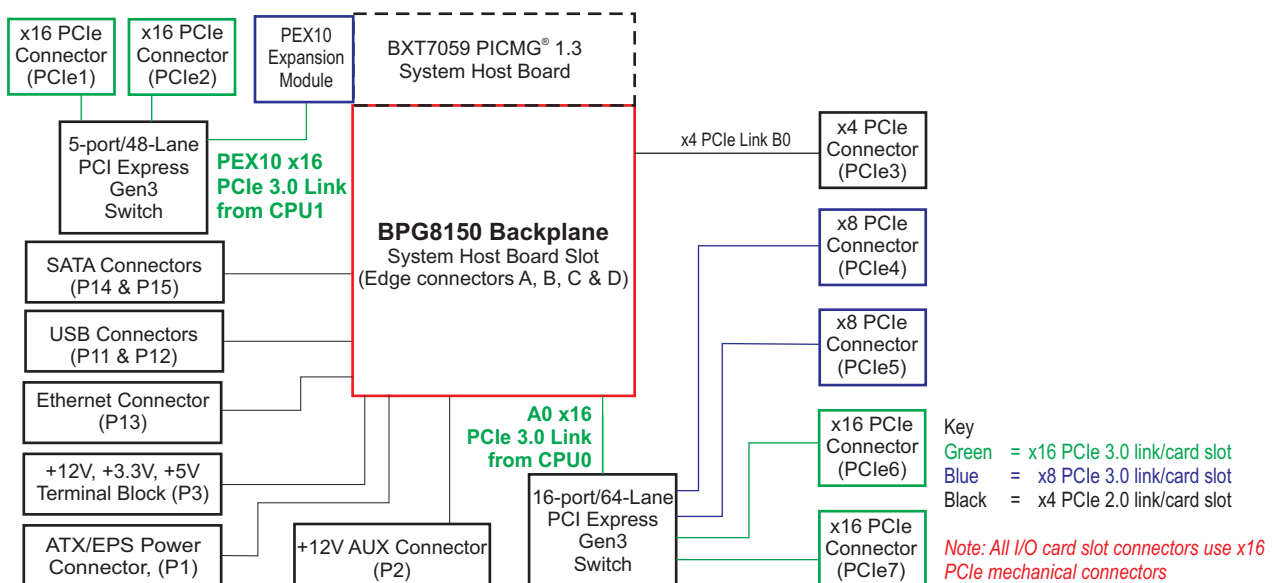 x16 PCIe
Connector
(PCIe1)
x16 PCIe
Connector
(PCIe2)
PEX10
Expansion
Module
BXT7059 PICMG® 1.3
System Host Board
5-port/48-Lane
PCI Express
Gen3
Switch
PEX10 x16
PCIe 3.0 Link
from CPU1
x4 PCIe Link B0
x4 PCIe
Connector
(PCIe3)
BPG8150 Backplane
System Host Board Slot
(Edge connectors A, B, C & D)
x8 PCIe
Connector
(PCIe4)
SATA Connectors
(P14 & P15)
USB Connectors
(P11 & P12)
x8 PCIe
Connector
(PCIe5)
Ethernet Connector
(P13)
A0 x16
PCIe 3.0 Link
from CPU0
x16 PCIe
Connector
(PCIe6)
+12V, +3.3V, +5V
Terminal Block (P3)
ATX/EPS Power
Connector, (P1)
+12V AUX Connector
(P2)
16-port/64-Lane
PCI Express
Gen3
Switch
x16 PCIe
Connector
(PCIe7)
Key
Green = x16 PCIe 3.0 link/card slot
Blue = x8 PCIe 3.0 link/card slot
Black = x4 PCIe 2.0 link/card slot
Note: All I/O card slot connectors use x16
PCIe mechanical connectors